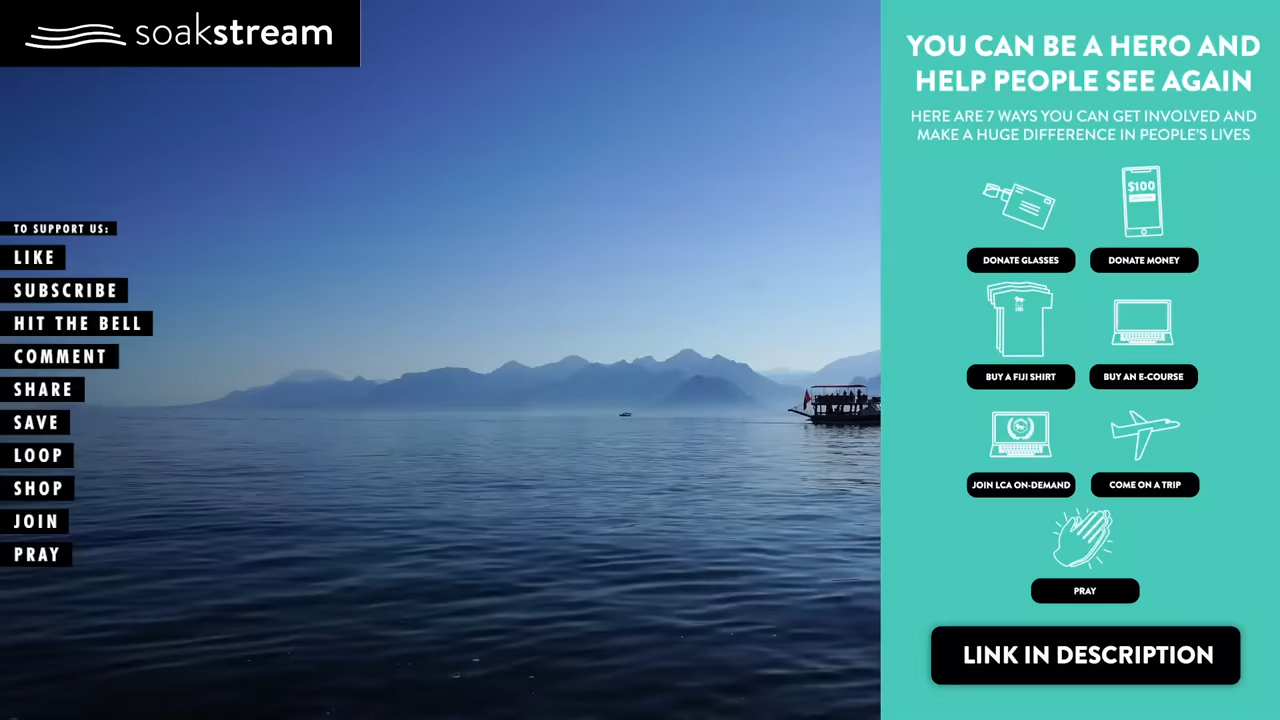 soakstream
TO SUPPORT US:
LIKE
SUBSCRIBE
HIT THE BELL
COMMENT
SHARE
SAVE
LOOP
SHOP
JOIN
PRAY
YOU CAN BE A HERO AND
HELP PEOPLE SEE AGAIN
HERE ARE 7 WAYS YOU CAN GET INVOLVED AND
MAKE A HUGE DIFFERENCE IN PEOPLE'S LIVES
$100
DONATE GLASSES
DONATE MONEY
BUY A FIJI SHIRT
BUY AN E-COURSE
JOIN LCA ON-DEMAND
COME ON A TRIP
PRAY
LINK IN DESCRIPTION